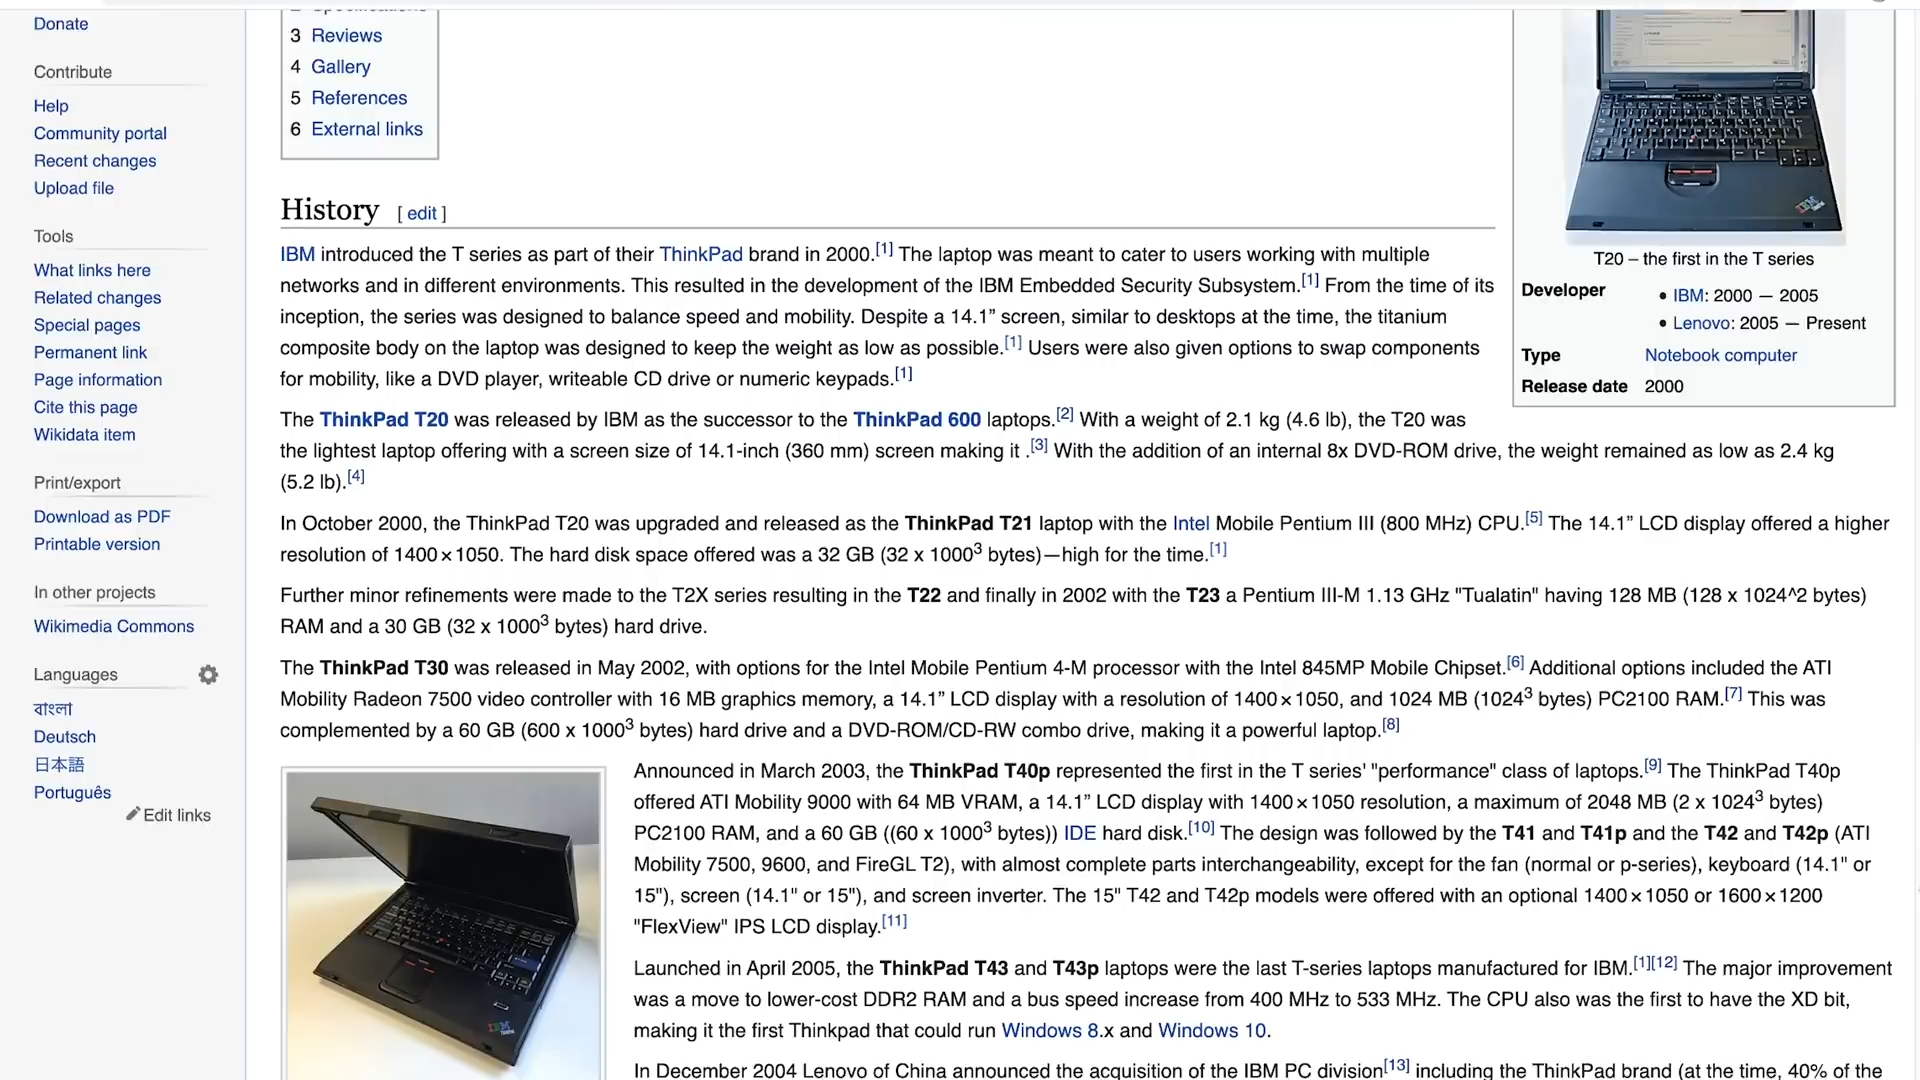 Donate
Contribute
Help
Community portal
Recent changes
Upload file
Tools
What links here
Related changes
Special pages
Permanent link
Page information
Cite this page
Wikidata item
Print/export
Download as PDF
Printable version
In other projects
Wikimedia Commons
Languages
বাংলা
Deutsch
日本語
Português
Edit links
3 Reviews
4 Gallery
5 References
6 External links
History [ edit ]
IBM introduced the T series as part of their ThinkPad brand in 2000.[1] The laptop was meant to cater to users working with multiple
networks and in different environments. This resulted in the development of the IBM Embedded Security Subsystem.[1] From the time of its
inception, the series was designed to balance speed and mobility. Despite a 14.1” screen, similar to desktops at the time, the titanium
composite body on the laptop was designed to keep the weight as low as possible.[1] Users were also given options to swap components
for mobility, like a DVD player, writeable CD drive or numeric keypads.[1]
The ThinkPad T20 was released by IBM as the successor to the ThinkPad 600 laptops.[2] With a weight of 2.1 kg (4.6 lb), the T20 was
the lightest laptop offering with a screen size of 14.1-inch (360 mm) screen making it .[3] With the addition of an internal 8x DVD-ROM drive, the weight remained as low as 2.4 kg
(5.2 lb).[4]
In October 2000, the ThinkPad T20 was upgraded and released as the ThinkPad T21 laptop with the Intel Mobile Pentium III (800 MHz) CPU.[5] The 14.1” LCD display offered a higher
resolution of 1400×1050. The hard disk space offered was a 32 GB (32 x 1000³ bytes)—high for the time.[1]
Further minor refinements were made to the T2X series resulting in the T22 and finally in 2002 with the T23 a Pentium III-M 1.13 GHz "Tualatin" having 128 MB (128 x 1024^2 bytes)
RAM and a 30 GB (32 x 1000³ bytes) hard drive.
The ThinkPad T30 was released in May 2002, with options for the Intel Mobile Pentium 4-M processor with the Intel 845MP Mobile Chipset.[6] Additional options included the ATI
Mobility Radeon 7500 video controller with 16 MB graphics memory, a 14.1” LCD display with a resolution of 1400×1050, and 1024 MB (1024³ bytes) PC2100 RAM.[7] This was
complemented by a 60 GB (600 x 1000³ bytes) hard drive and a DVD-ROM/CD-RW combo drive, making it a powerful laptop.[8]
Announced in March 2003, the ThinkPad T40p represented the first in the T series' "performance" class of laptops.[9] The ThinkPad T40p
offered ATI Mobility 9000 with 64 MB VRAM, a 14.1” LCD display with 1400×1050 resolution, a maximum of 2048 MB (2 x 1024³ bytes)
PC2100 RAM, and a 60 GB ((60 x 1000³ bytes)) IDE hard disk.[10] The design was followed by the T41 and T41p and the T42 and T42p (ATI
Mobility 7500, 9600, and FireGL T2), with almost complete parts interchangeability, except for the fan (normal or p-series), keyboard (14.1" or
15"), screen (14.1" or 15"), and screen inverter. The 15" T42 and T42p models were offered with an optional 1400×1050 or 1600×1200
"FlexView" IPS LCD display.[11]
Launched in April 2005, the ThinkPad T43 and T43p laptops were the last T-series laptops manufactured for IBM.[1][12] The major improvement
was a move to lower-cost DDR2 RAM and a bus speed increase from 400 MHz to 533 MHz. The CPU also was the first to have the XD bit,
making it the first Thinkpad that could run Windows 8.x and Windows 10.
In December 2004 Lenovo of China announced the acquisition of the IBM PC division[13] including the ThinkPad brand (at the time, 40% of the
IBM
T20 – the first in the T series
Developer
• IBM: 2000 — 2005
• Lenovo: 2005 — Present
Type Notebook computer
Release date 2000
IBM